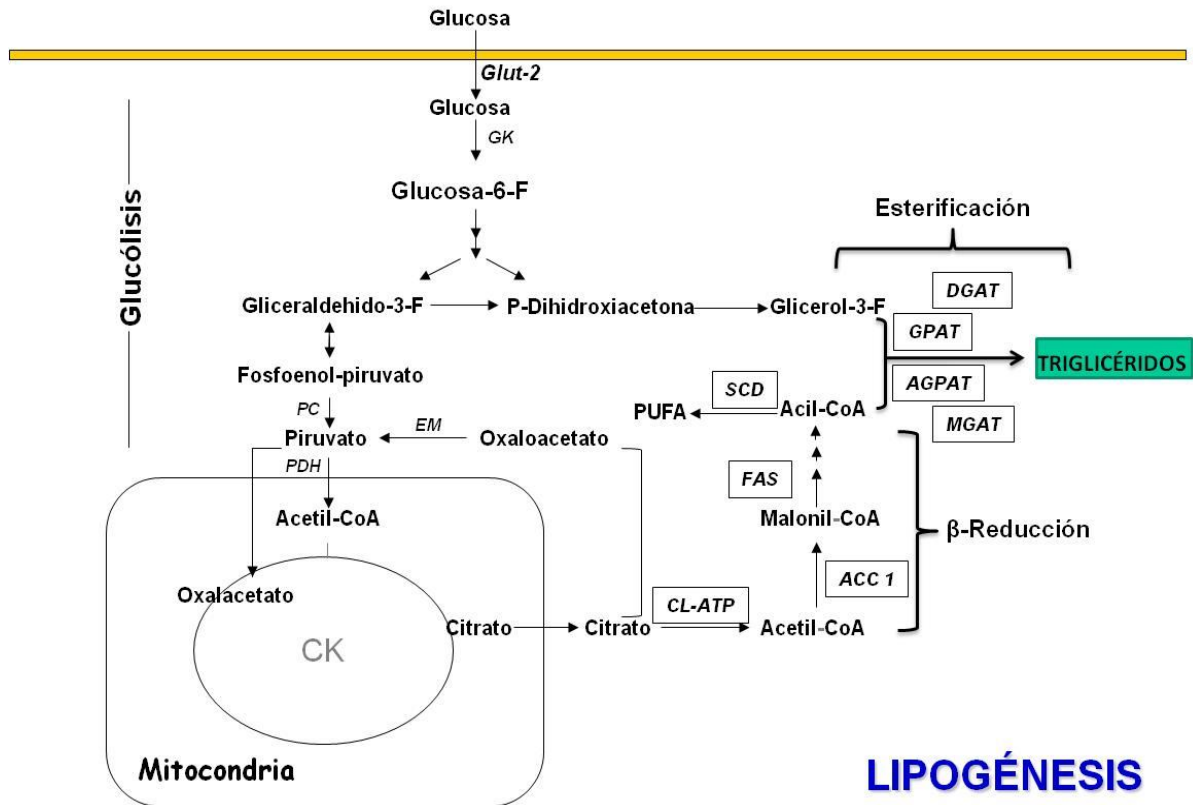 Glucosa
Glut-2
Glucosa
GK
Glucosa-6-F
Glucólisis
Esterificación
Gliceraldehido-3-F
P-Dihidroxiacetona
Glicerol-3-F
DGAT
GPAT
TRIGLICÉRIDOS
AGPAT
MGAT
Fosfoenol-piruvato
SCD
PUFA
Acil-CoA
PC
Piruvato
EM
Oxaloacetato
PDH
FAS
Acetil-CoA
Malonil-CoA
β-Reducción
ACC 1
Oxalacetato
CL-ATP
Citrato
Citrato
Acetil-CoA
CK
Mitocondria
LIPOGÉNESIS